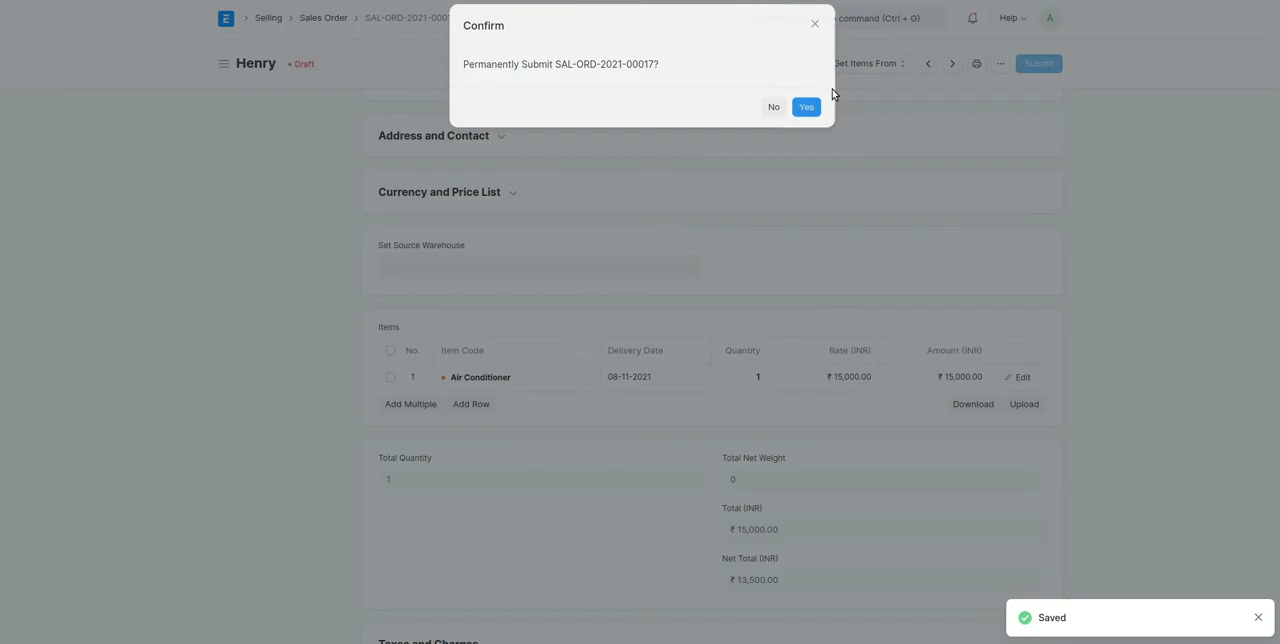 Selling
Sales Order
SAL-ORD-2021-0001
command (Ctrl + G)
Help
A
Confirm
Permanently Submit SAL-ORD-2021-00017?
No
Yes
Henry
Draft
Get Items From
Submit
Address and Contact
Currency and Price List
Set Source Warehouse
Items
No. Item Code Delivery Date Quantity Rate (INR) Amount (INR)
1 Air Conditioner 08-11-2021 1 ₹ 15,000.00 ₹ 15,000.00 Edit
Add Multiple Add Row Download Upload
Total Quantity
1
Total Net Weight
0
Total (INR)
₹ 15,000.00
Net Total (INR)
₹ 13,500.00
Taxes and Charges
Saved